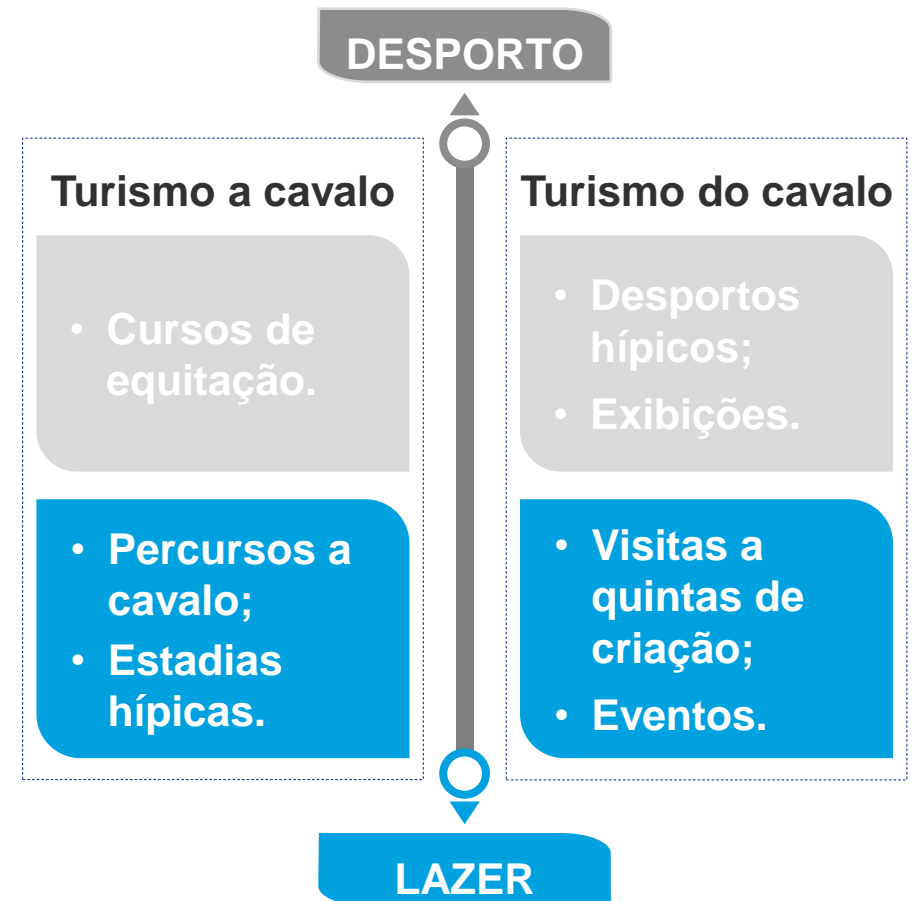 DESPORTO
Turismo a cavalo
• Cursos de
equitação.
• Percursos a
cavalo;
• Estadias
hípicas.
Turismo do cavalo
• Desportos
hípicos;
• Exibições.
• Visitas a
quintas de
criação;
• Eventos.
LAZER